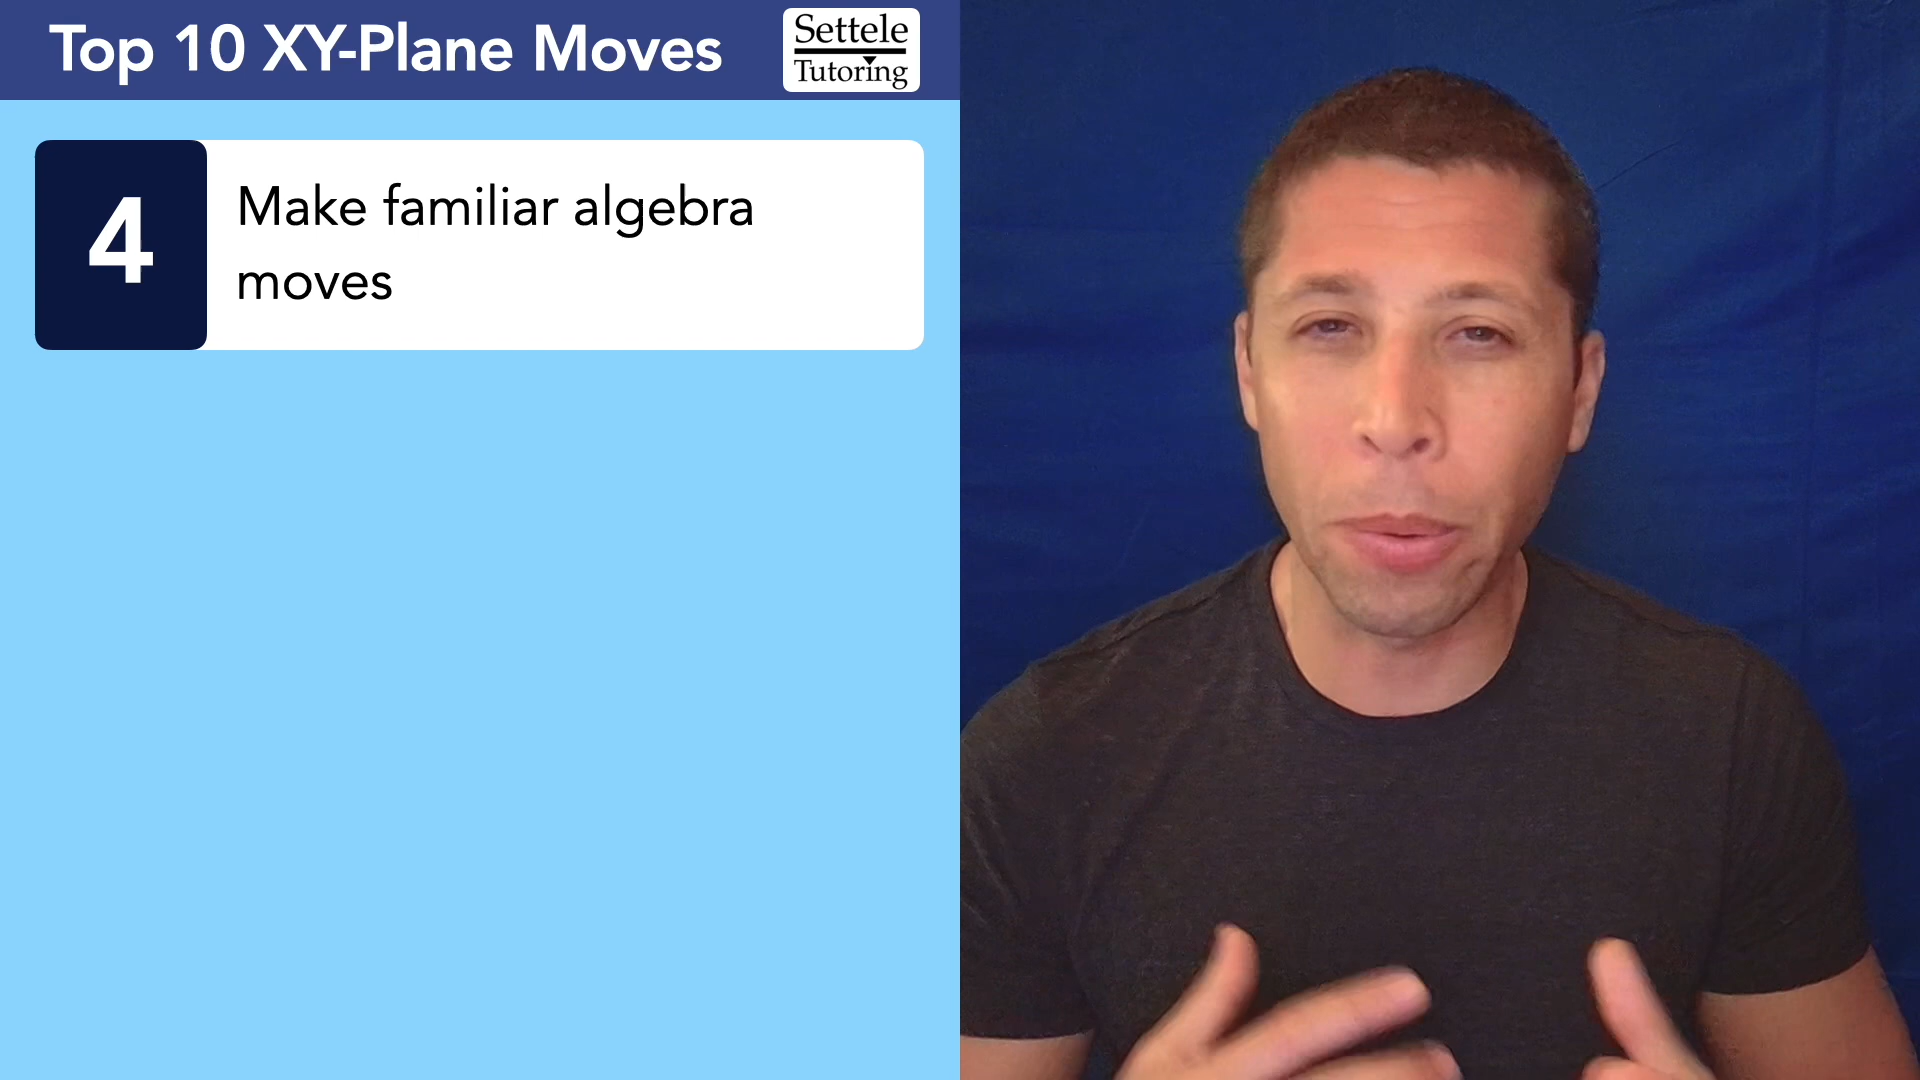 Top 10 XY-Plane Moves
Settele
Tutoring
4
Make familiar algebra
moves